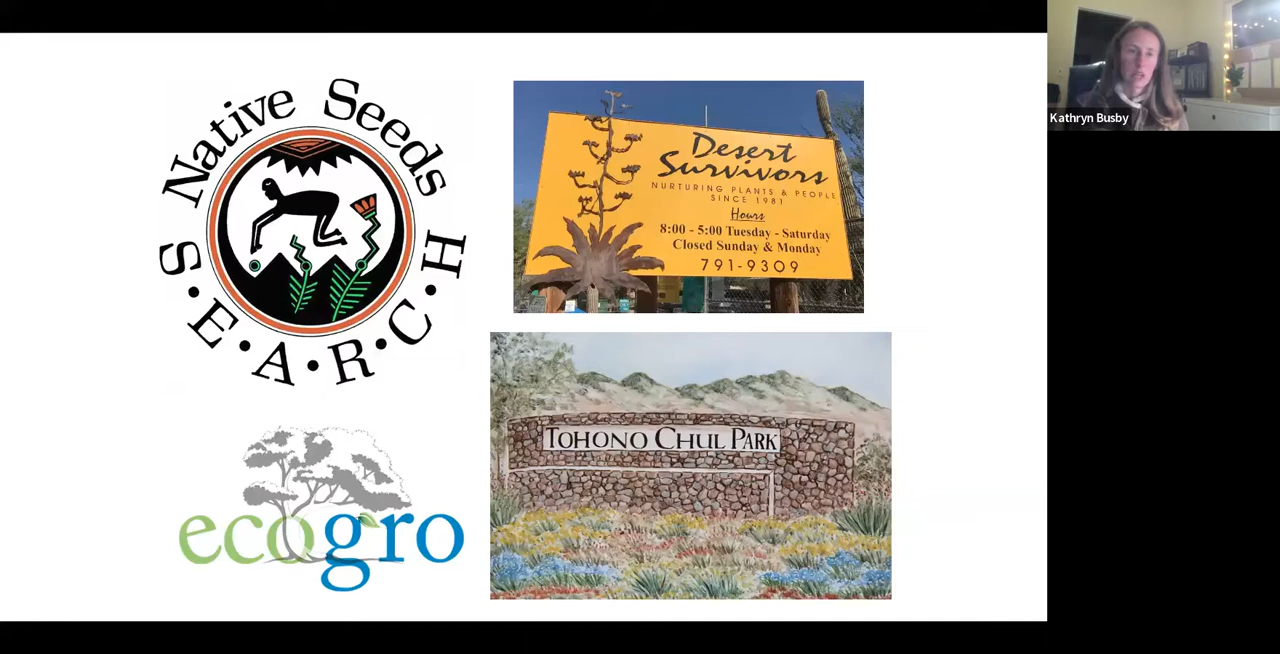 Native Seeds
S•E•A•R•C•H
ecogro
Desert
Survivors
NURTURING PLANTS & PEOPLE
SINCE 1981
Hours
8:00 - 5:00 Tuesday - Saturday
Closed Sunday & Monday
791-9309
TOHONO CHUL PARK
Kathryn Busby